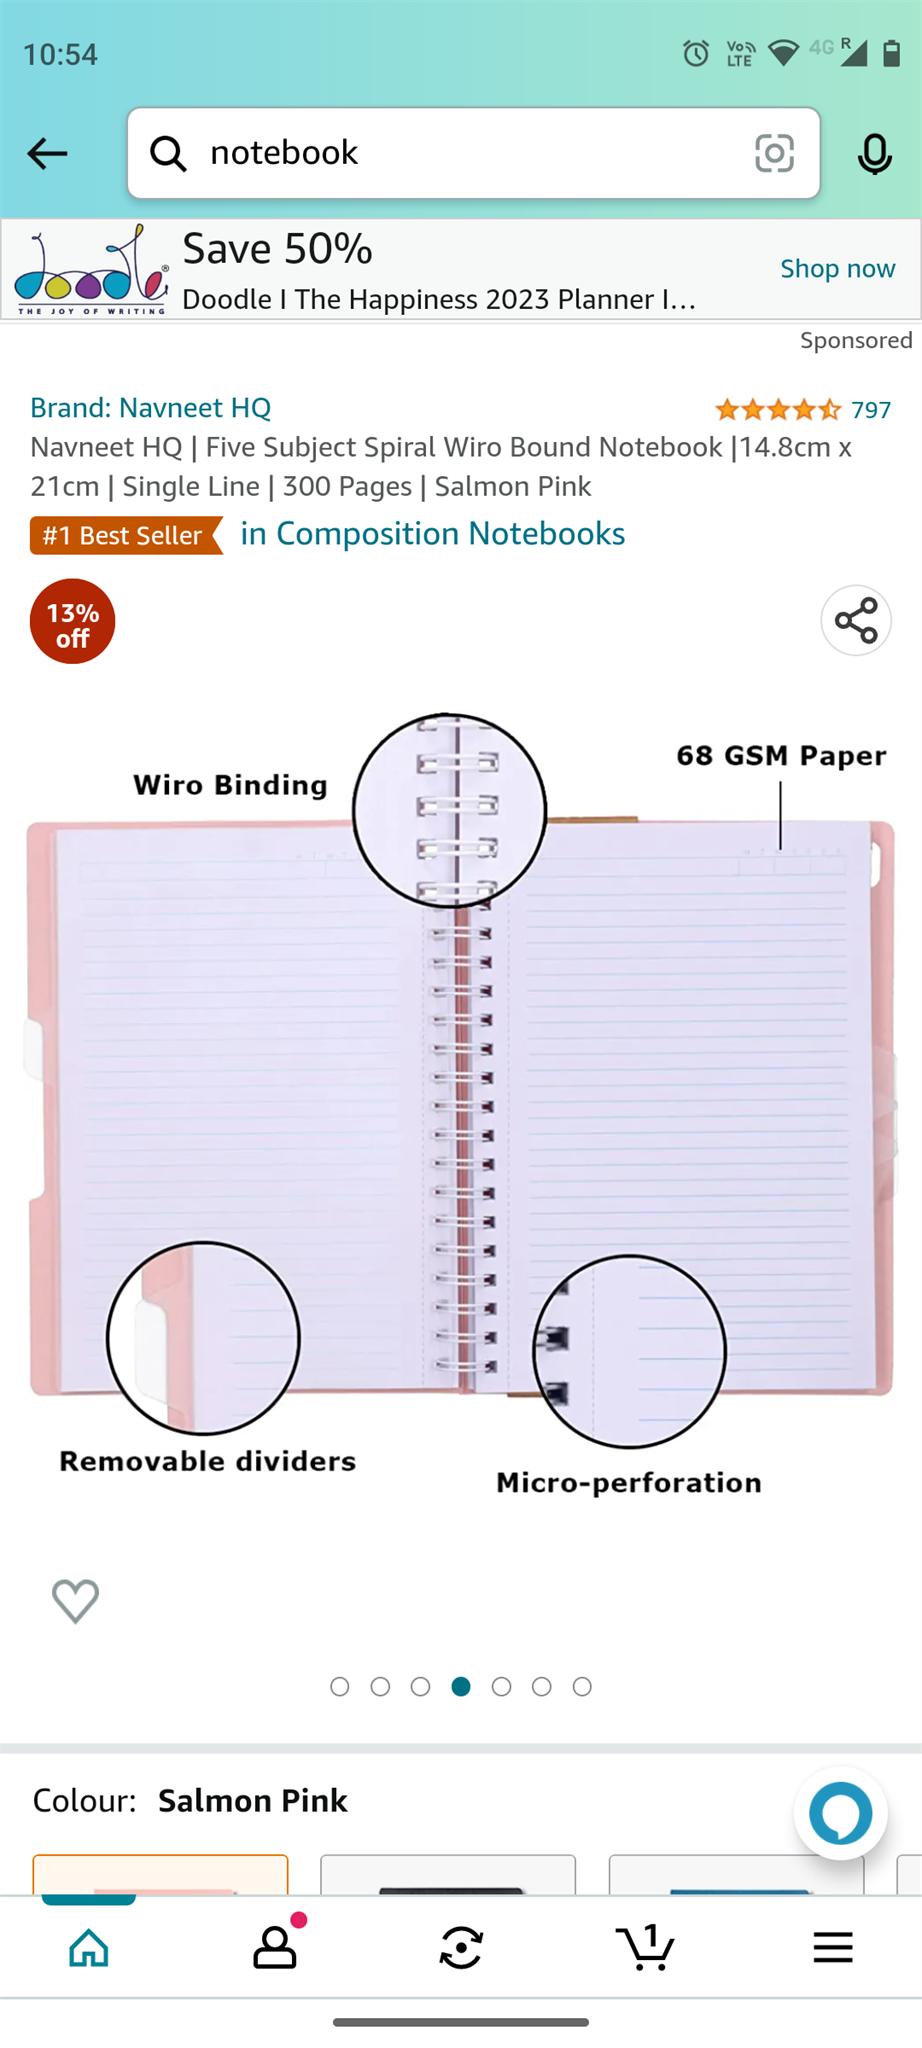 10:54
Vo LTE
4G R
notebook
doodle®
THE JOY OF WRITING
Save 50%
Doodle I The Happiness 2023 Planner I...
Shop now
Sponsored
Brand: Navneet HQ
797
Navneet HQ | Five Subject Spiral Wiro Bound Notebook |14.8cm x
21cm | Single Line | 300 Pages | Salmon Pink
#1 Best Seller in Composition Notebooks
13%
off
68 GSM Paper
Wiro Binding
Removable dividers
Micro-perforation
Colour: Salmon Pink
1